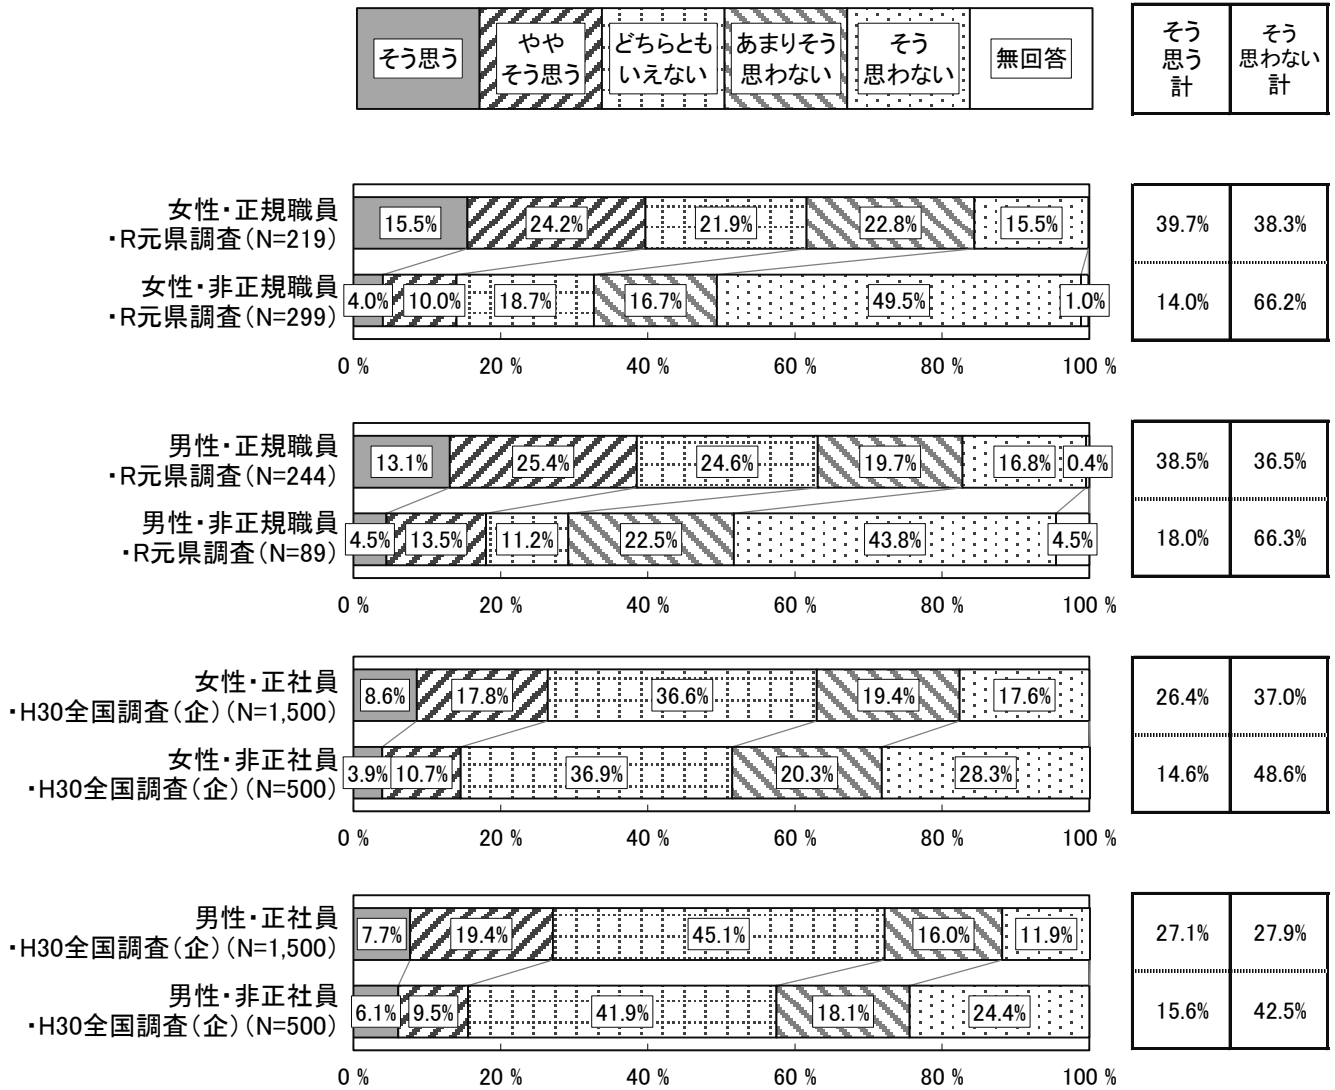 そう思う
やや
そう思う
どちらとも
いえない
あまりそう
思わない
そう
思わない
無回答
そう
思う
計
そう
思わない
計
女性・正規職員
・R元県調査(N=219)
15.5% 24.2% 21.9% 22.8% 15.5%
39.7% 38.3%
女性・非正規職員
・R元県調査(N=299)
4.0% 10.0% 18.7% 16.7% 49.5% 1.0%
14.0% 66.2%
0% 20% 40% 60% 80% 100%
男性・正規職員
・R元県調査(N=244)
13.1% 25.4% 24.6% 19.7% 16.8% 0.4%
38.5% 36.5%
男性・非正規職員
・R元県調査(N=89)
4.5% 13.5% 11.2% 22.5% 43.8% 4.5%
18.0% 66.3%
0% 20% 40% 60% 80% 100%
女性・正社員
・H30全国調査(企)(N=1,500)
8.6% 17.8% 36.6% 19.4% 17.6%
26.4% 37.0%
女性・非正社員
・H30全国調査(企)(N=500)
3.9% 10.7% 36.9% 20.3% 28.3%
14.6% 48.6%
0% 20% 40% 60% 80% 100%
男性・正社員
・H30全国調査(企)(N=1,500)
7.7% 19.4% 45.1% 16.0% 11.9%
27.1% 27.9%
男性・非正社員
・H30全国調査(企)(N=500)
6.1% 9.5% 41.9% 18.1% 24.4%
15.6% 42.5%
0% 20% 40% 60% 80% 100%